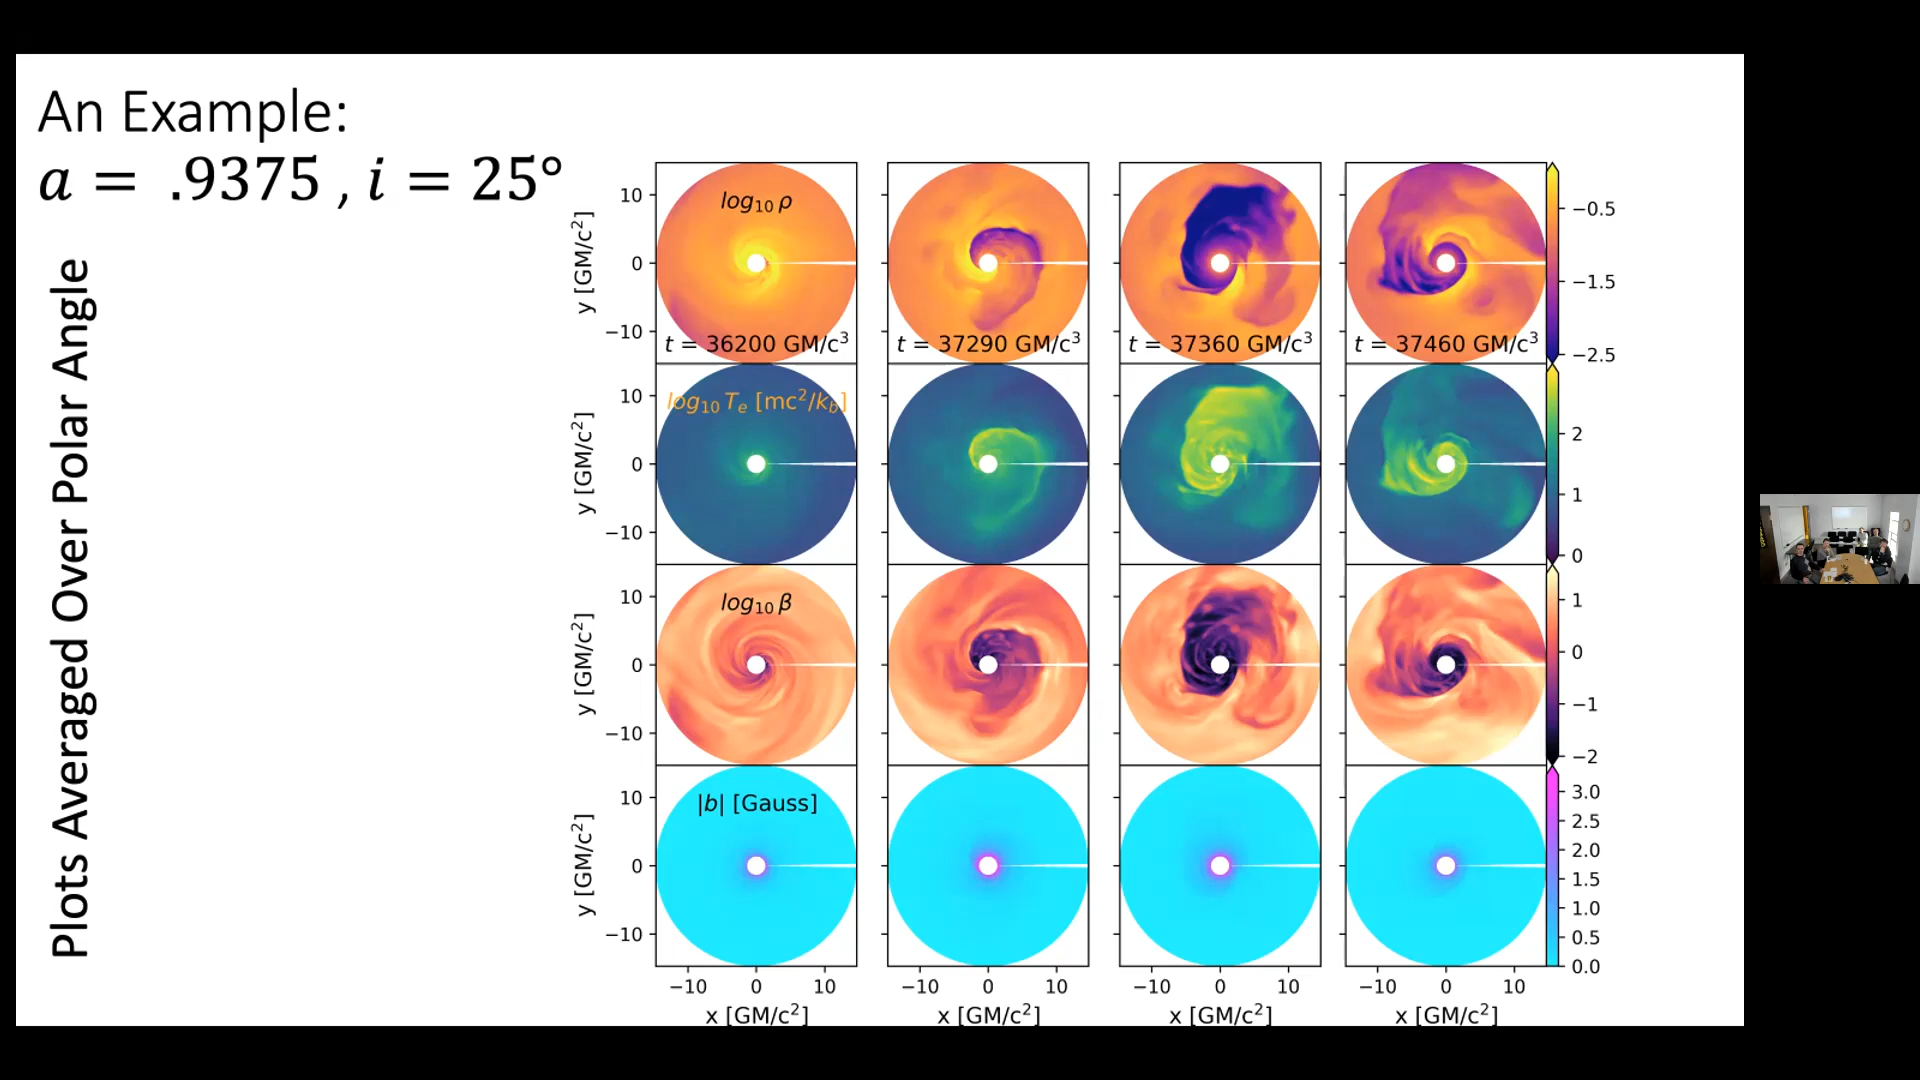 An Example:
a = .9375 , i = 25°
Plots Averaged Over Polar Angle
y [GM/c²]
10
0
−10
log₁₀ ρ
t = 36200 GM/c³
t = 37290 GM/c³
t = 37360 GM/c³
t = 37460 GM/c³
−0.5
−1.5
−2.5
y [GM/c²]
10
0
−10
log₁₀ Tₑ [mc²/k_b]
2
1
0
y [GM/c²]
10
0
−10
log₁₀ β
1
0
−1
−2
y [GM/c²]
10
0
−10
|b| [Gauss]
3.0
2.5
2.0
1.5
1.0
0.5
0.0
−10 0 10
−10 0 10
−10 0 10
−10 0 10
x [GM/c²]
x [GM/c²]
x [GM/c²]
x [GM/c²]